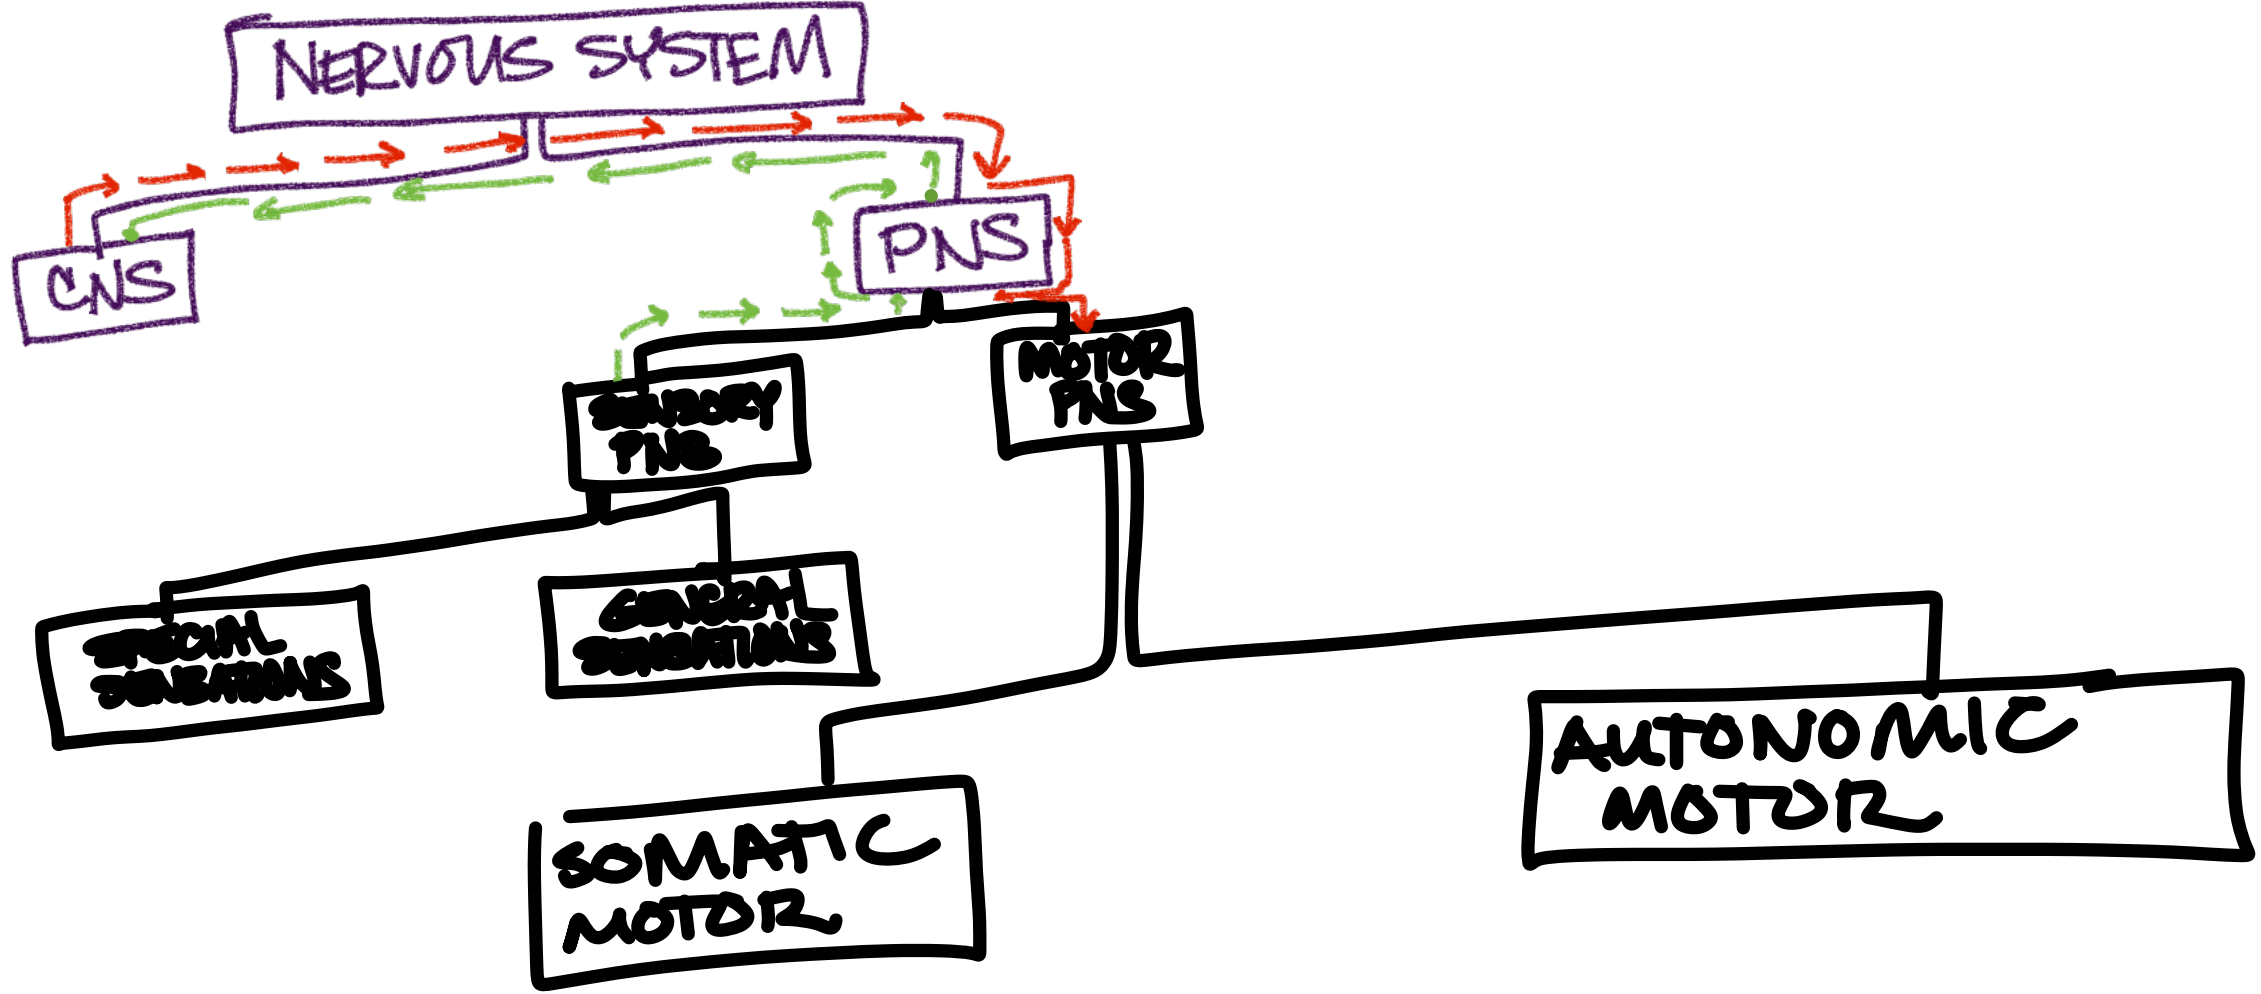 NERVOUS SYSTEM
CNS
PNS
SENSORY
PNS
MOTOR
PNS
SPECIAL
SENSATIONS
GENERAL
SENSATIONS
SOMATIC
MOTOR
AUTONOMIC
MOTOR